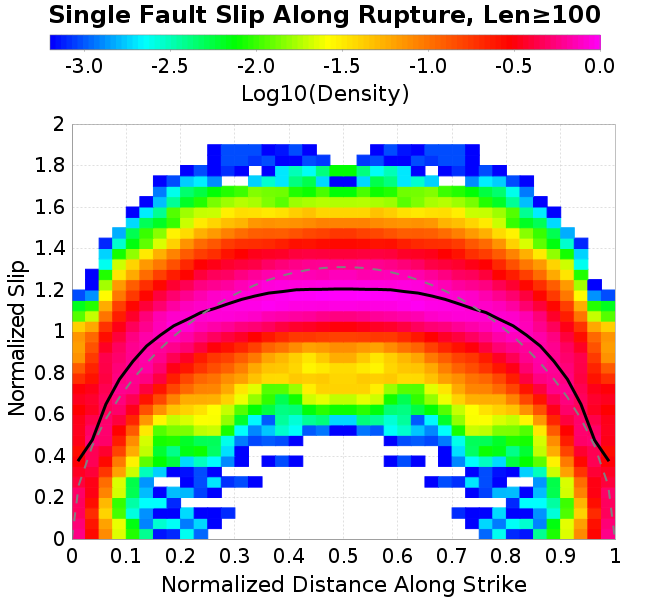 Single Fault Slip Along Rupture, Len≥100
-3.0 -2.5 -2.0 -1.5 -1.0 -0.5 0.0
Log10(Density)
2
1.8
1.6
1.4
1.2
1
0.8
0.6
0.4
0.2
0
Normalized Slip
0 0.1 0.2 0.3 0.4 0.5 0.6 0.7 0.8 0.9 1
Normalized Distance Along Strike